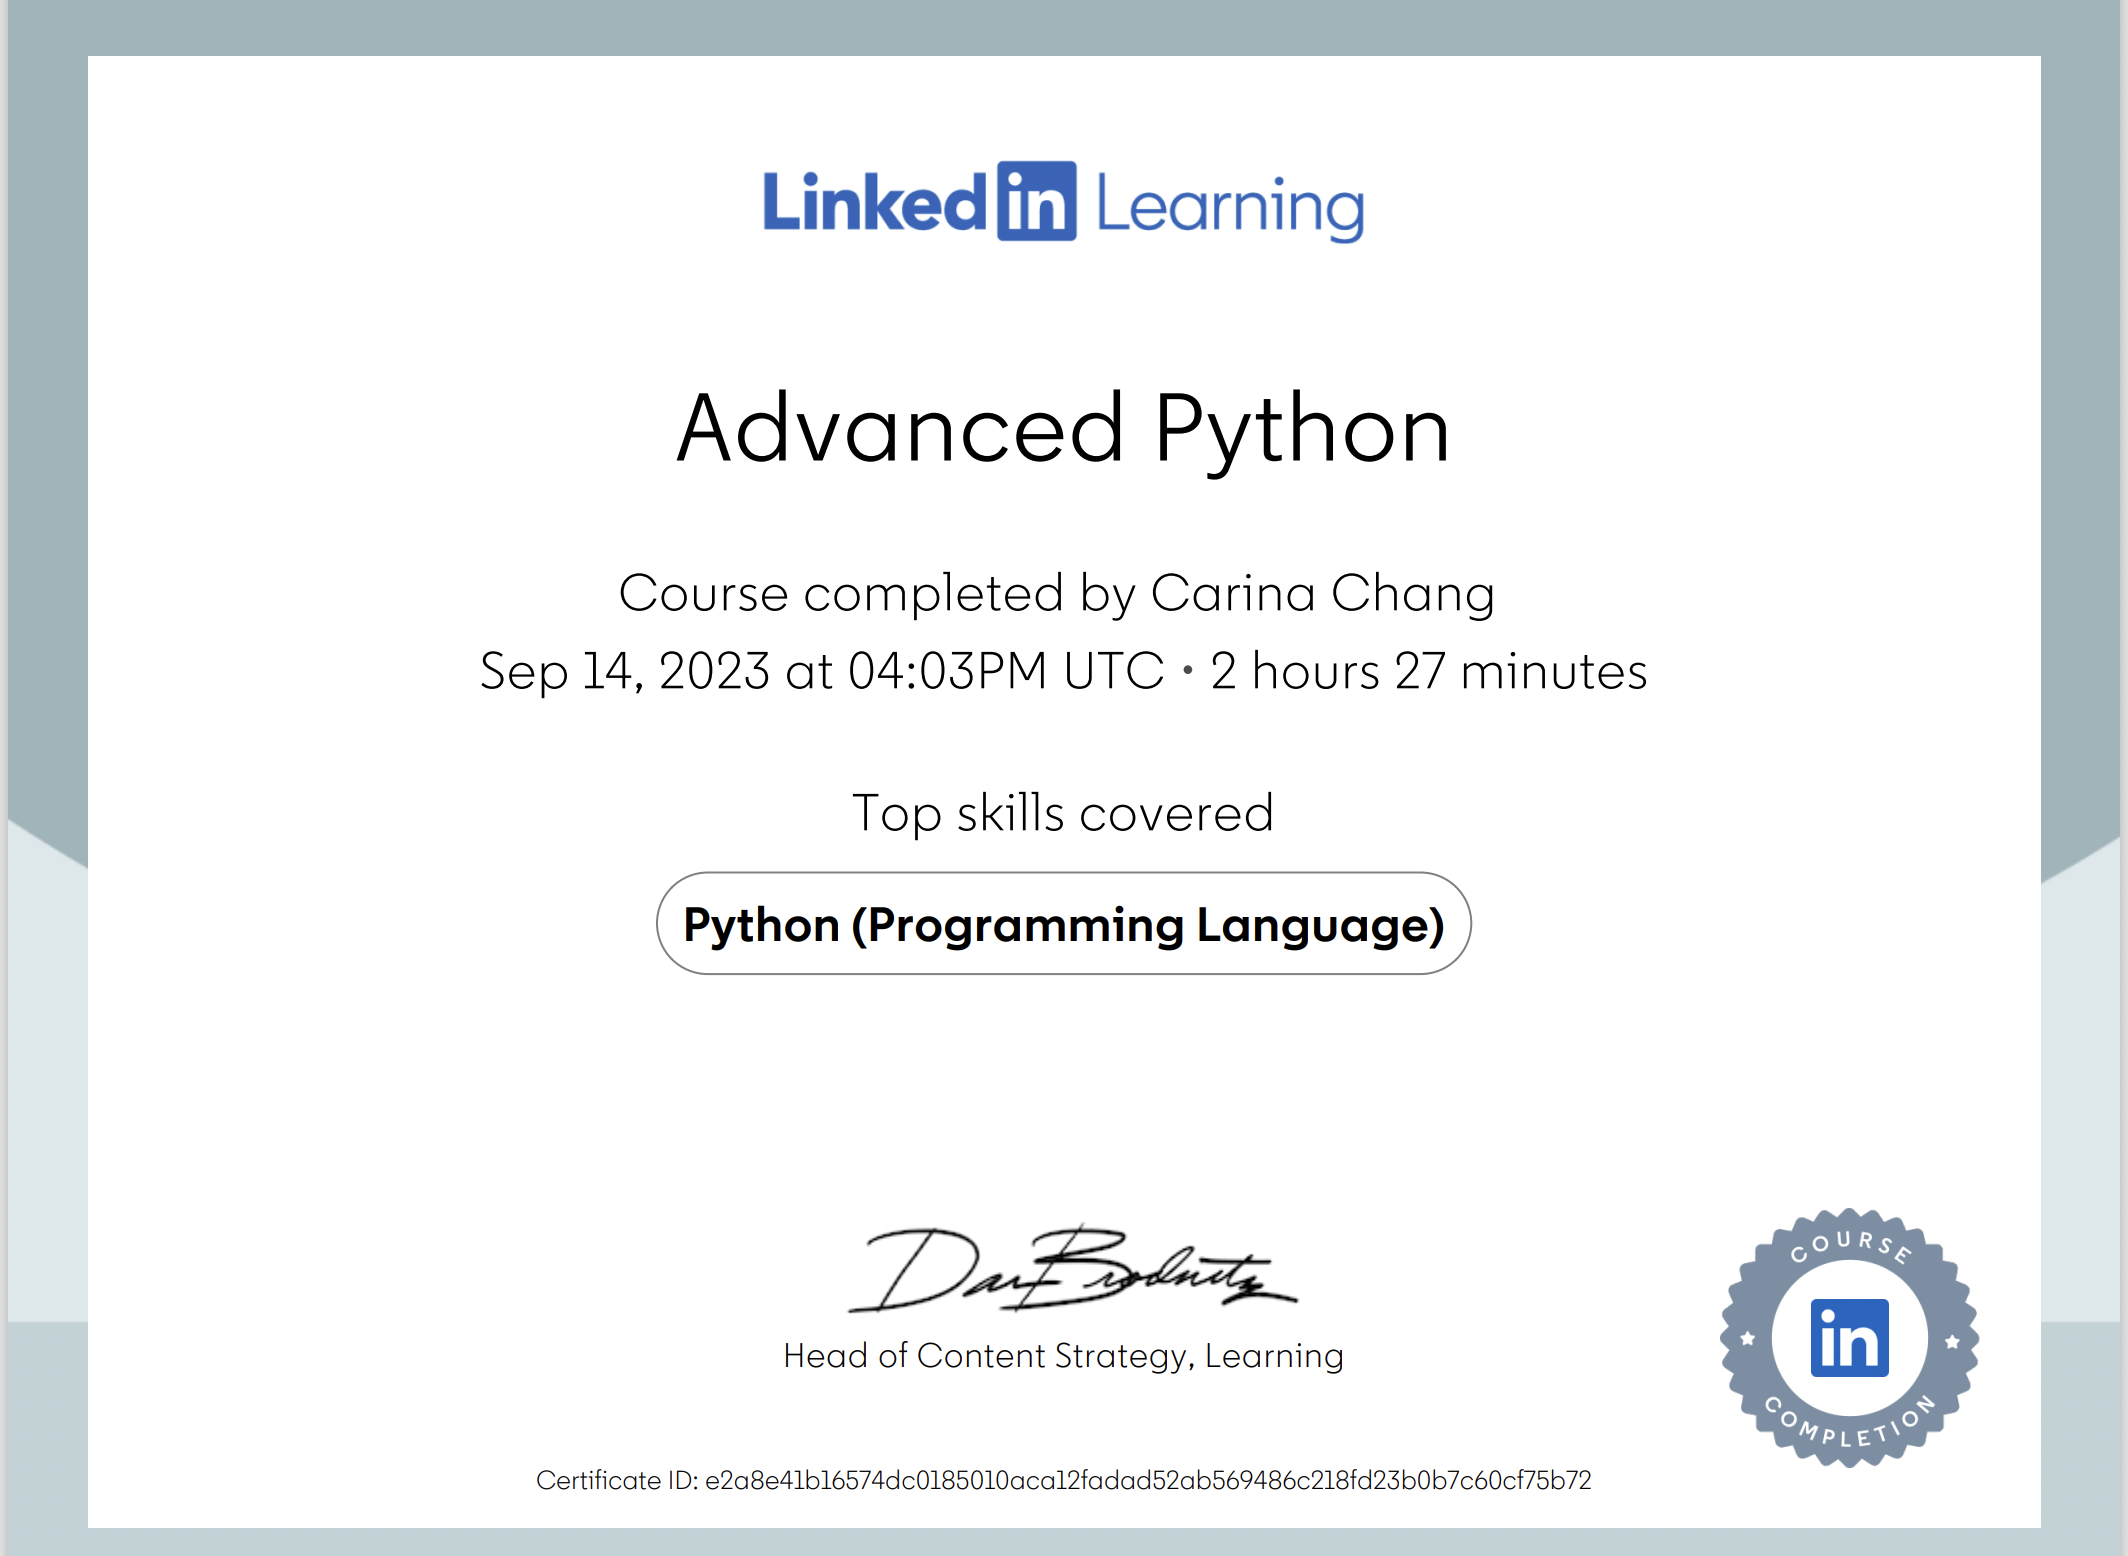 Linkedin Learning
Advanced Python
Course completed by Carina Chang
Sep 14, 2023 at 04:03PM UTC • 2 hours 27 minutes
Top skills covered
Python (Programming Language)
Dan Brodnitz
Head of Content Strategy, Learning
COURSE
in
COMPLETION
Certificate ID: e2a8e41b16574dc0185010aca12fadad52ab569486c218fd23b0b7c60cf75b72